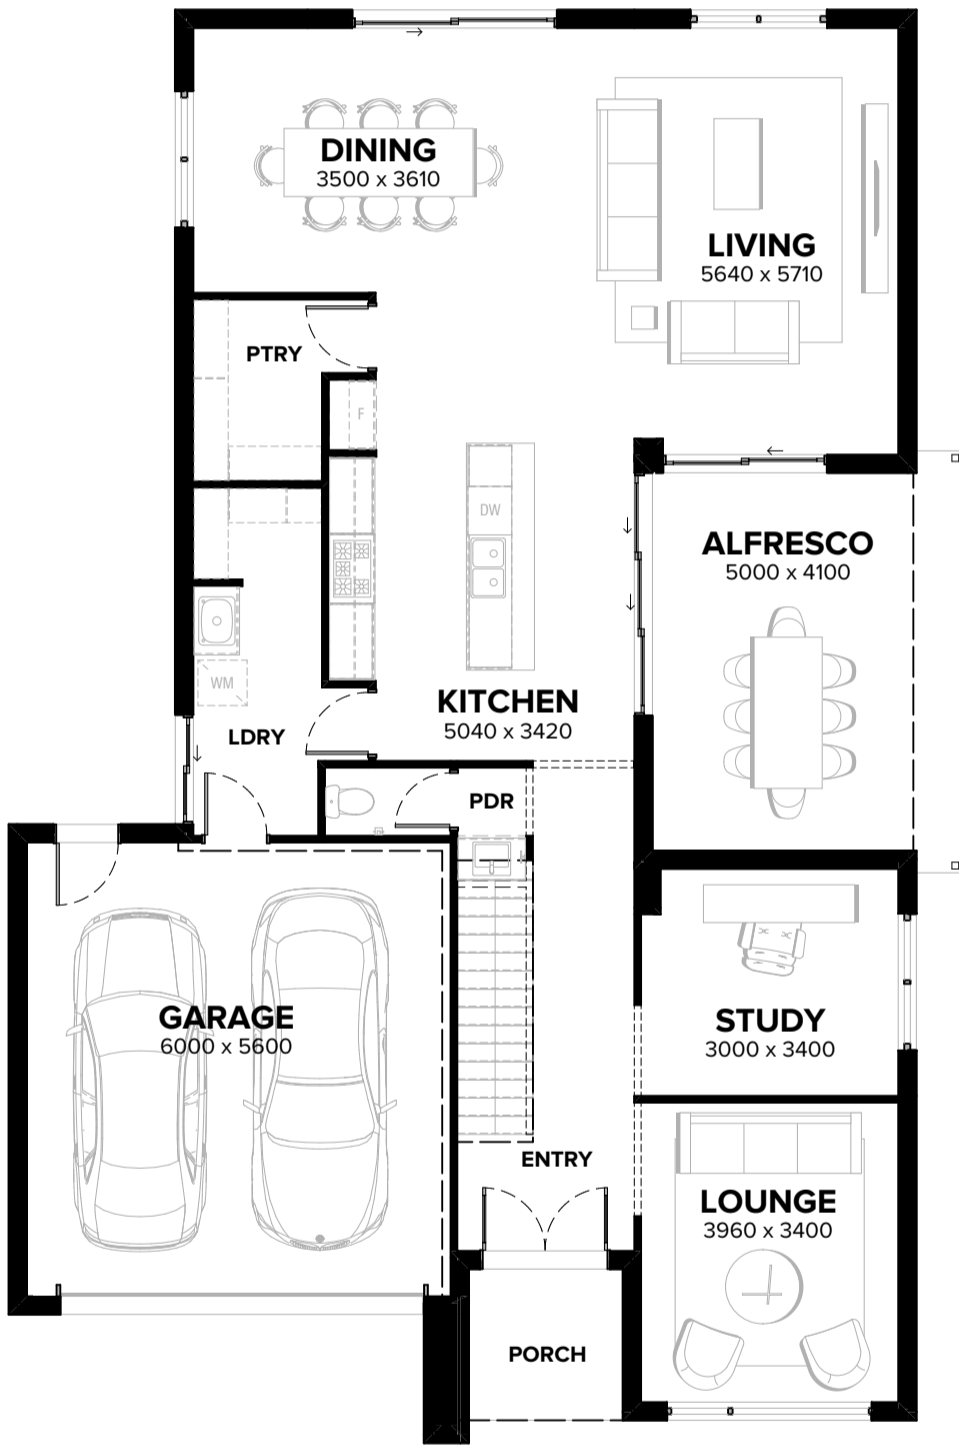 DINING
3500 x 3610
LIVING
5640 x 5710
PTRY
F
DW
ALFRESCO
5000 x 4100
WM
KITCHEN
5040 x 3420
LDRY
PDR
GARAGE
6000 x 5600
STUDY
3000 x 3400
ENTRY
LOUNGE
3960 x 3400
PORCH